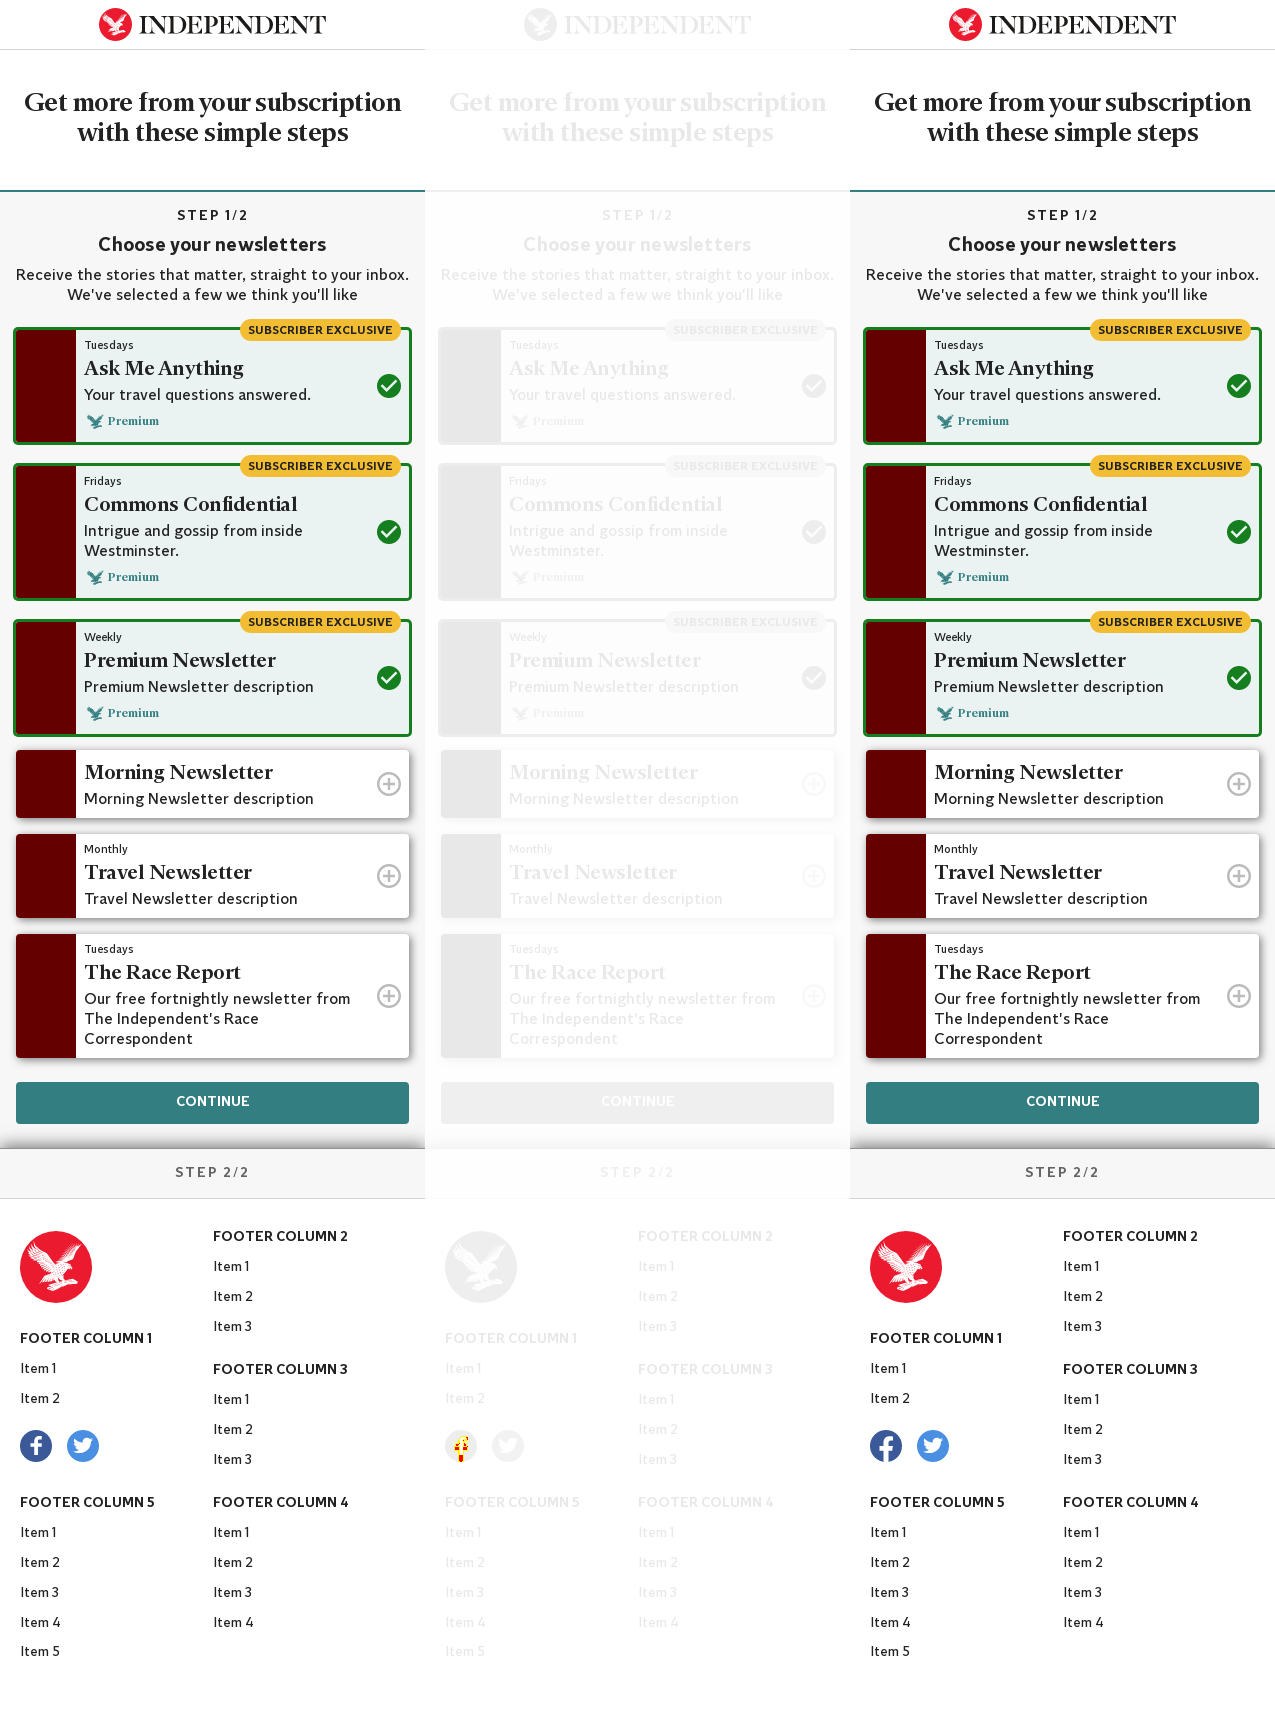 INDEPENDENT
Get more from your subscription
with these simple steps
STEP 1/2
Choose your newsletters
Receive the stories that matter, straight to your inbox.
We've selected a few we think you'll like
SUBSCRIBER EXCLUSIVE
Tuesdays
Ask Me Anything
Your travel questions answered.
Premium
SUBSCRIBER EXCLUSIVE
Fridays
Commons Confidential
Intrigue and gossip from inside
Westminster.
Premium
SUBSCRIBER EXCLUSIVE
Weekly
Premium Newsletter
Premium Newsletter description
Premium
Morning Newsletter
Morning Newsletter description
Monthly
Travel Newsletter
Travel Newsletter description
Tuesdays
The Race Report
Our free fortnightly newsletter from
The Independent's Race
Correspondent
CONTINUE
STEP 2/2
FOOTER COLUMN 1
Item 1
Item 2
FOOTER COLUMN 5
Item 1
Item 2
Item 3
Item 4
Item 5
FOOTER COLUMN 2
Item 1
Item 2
Item 3
FOOTER COLUMN 3
Item 1
Item 2
Item 3
FOOTER COLUMN 4
Item 1
Item 2
Item 3
Item 4
INDEPENDENT
Get more from your subscription
with these simple steps
STEP 1/2
Choose your newsletters
Receive the stories that matter, straight to your inbox.
We've selected a few we think you'll like
SUBSCRIBER EXCLUSIVE
Tuesdays
Ask Me Anything
Your travel questions answered.
Premium
SUBSCRIBER EXCLUSIVE
Fridays
Commons Confidential
Intrigue and gossip from inside
Westminster.
Premium
SUBSCRIBER EXCLUSIVE
Weekly
Premium Newsletter
Premium Newsletter description
Premium
Morning Newsletter
Morning Newsletter description
Monthly
Travel Newsletter
Travel Newsletter description
Tuesdays
The Race Report
Our free fortnightly newsletter from
The Independent's Race
Correspondent
CONTINUE
STEP 2/2
FOOTER COLUMN 1
Item 1
Item 2
FOOTER COLUMN 5
Item 1
Item 2
Item 3
Item 4
Item 5
FOOTER COLUMN 2
Item 1
Item 2
Item 3
FOOTER COLUMN 3
Item 1
Item 2
Item 3
FOOTER COLUMN 4
Item 1
Item 2
Item 3
Item 4
INDEPENDENT
Get more from your subscription
with these simple steps
STEP 1/2
Choose your newsletters
Receive the stories that matter, straight to your inbox.
We've selected a few we think you'll like
SUBSCRIBER EXCLUSIVE
Tuesdays
Ask Me Anything
Your travel questions answered.
Premium
SUBSCRIBER EXCLUSIVE
Fridays
Commons Confidential
Intrigue and gossip from inside
Westminster.
Premium
SUBSCRIBER EXCLUSIVE
Weekly
Premium Newsletter
Premium Newsletter description
Premium
Morning Newsletter
Morning Newsletter description
Monthly
Travel Newsletter
Travel Newsletter description
Tuesdays
The Race Report
Our free fortnightly newsletter from
The Independent's Race
Correspondent
CONTINUE
STEP 2/2
FOOTER COLUMN 1
Item 1
Item 2
FOOTER COLUMN 5
Item 1
Item 2
Item 3
Item 4
Item 5
FOOTER COLUMN 2
Item 1
Item 2
Item 3
FOOTER COLUMN 3
Item 1
Item 2
Item 3
FOOTER COLUMN 4
Item 1
Item 2
Item 3
Item 4